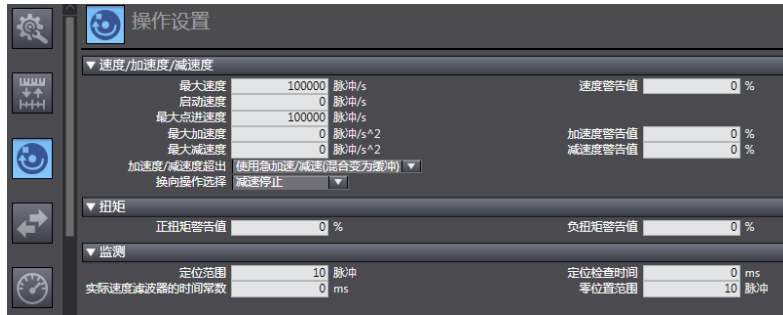 操作设置
▼速度/加速度/减速度
最大速度 100000 脉冲/s 速度警告值 0 %
启动速度 0 脉冲/s
最大点进速度 100000 脉冲/s
最大加速度 0 脉冲/s^2 加速度警告值 0 %
最大减速度 0 脉冲/s^2 减速度警告值 0 %
加速度/减速度超出 使用急加速/减速(混合变为缓冲) ▼
换向操作选择 减速停止 ▼
▼扭矩
正扭矩警告值 0 % 负扭矩警告值 0 %
▼监测
定位范围 10 脉冲 定位检查时间 0 ms
实际速度滤波器的时间常数 0 ms 零位置范围 10 脉冲